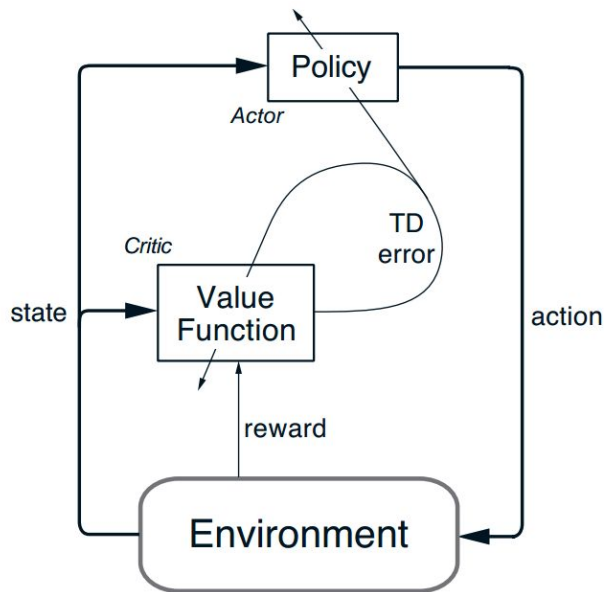 Policy
Actor
TD
error
Critic
Value
Function
state
action
reward
Environment